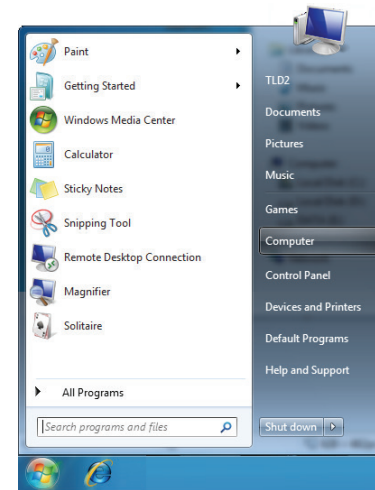 Paint
Getting Started
Windows Media Center
Calculator
Sticky Notes
Snipping Tool
Remote Desktop Connection
Magnifier
Solitaire
All Programs
Search programs and files
TLD2
Documents
Pictures
Music
Games
Computer
Control Panel
Devices and Printers
Default Programs
Help and Support
Shut down